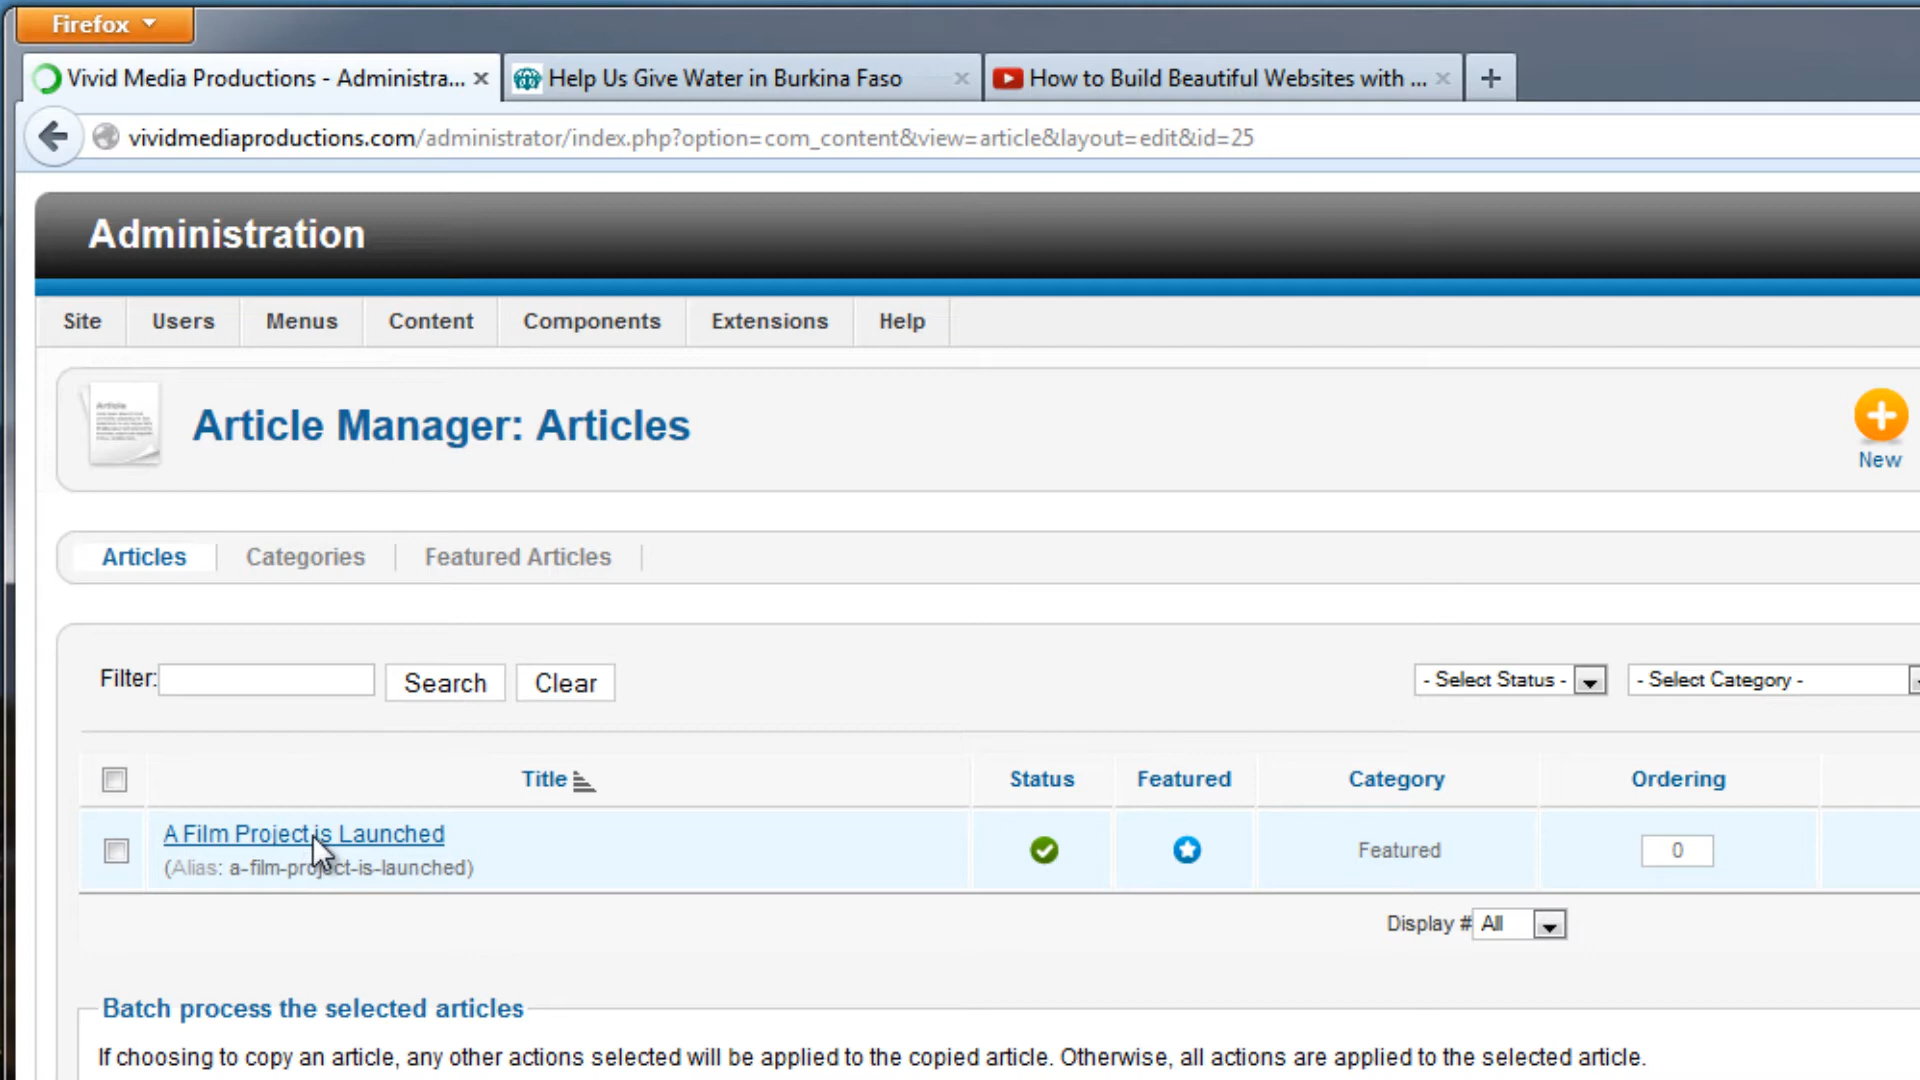 Firefox
Vivid Media Productions - Administra...
Help Us Give Water in Burkina Faso
How to Build Beautiful Websites with ...
vividmediaproductions.com/administrator/index.php?option=com_content&view=article&layout=edit&id=25
Administration
Site Users Menus Content Components Extensions Help
Article Manager: Articles
New
Articles Categories Featured Articles
Filter: Search Clear - Select Status - - Select Category -
Title Status Featured Category Ordering
A Film Project is Launched
(Alias: a-film-project-is-launched)
Featured 0
Display # All
Batch process the selected articles
If choosing to copy an article, any other actions selected will be applied to the copied article. Otherwise, all actions are applied to the selected article.